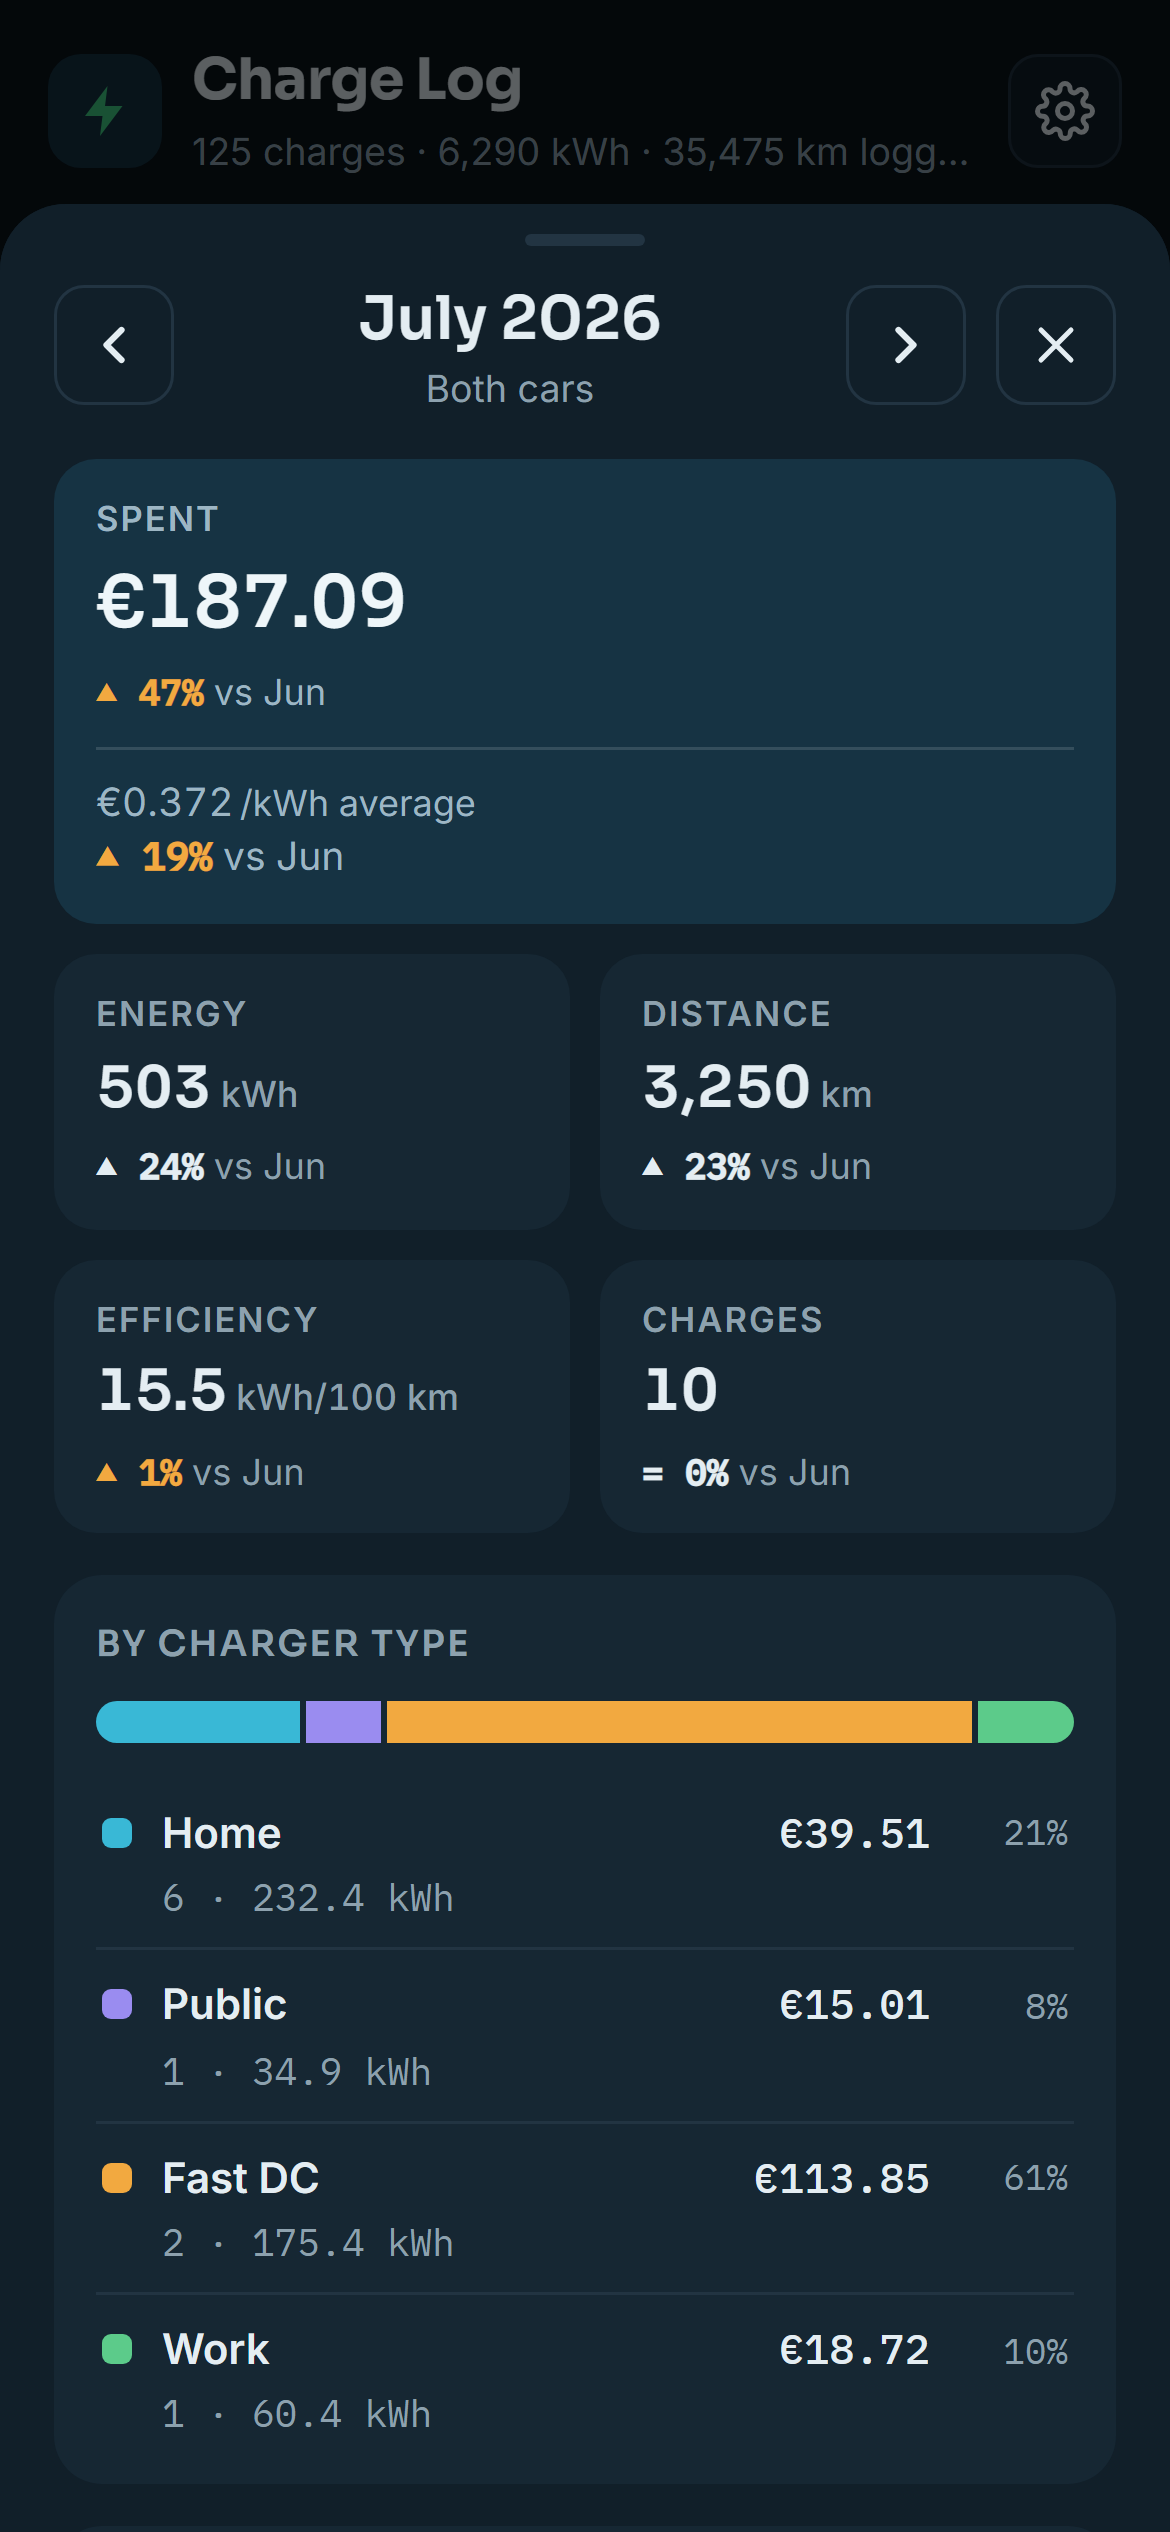 Charge Log
125 charges · 6,290 kWh · 35,475 km logg...
July 2026
Both cars
SPENT
€187.09
▲ 47% vs Jun
€0.372 /kWh average
▲ 19% vs Jun
ENERGY
503 kWh
▲ 24% vs Jun
DISTANCE
3,250 km
▲ 23% vs Jun
EFFICIENCY
15.5 kWh/100 km
▲ 1% vs Jun
CHARGES
10
= 0% vs Jun
BY CHARGER TYPE
Home €39.51 21%
6 · 232.4 kWh
Public €15.01 8%
1 · 34.9 kWh
Fast DC €113.85 61%
2 · 175.4 kWh
Work €18.72 10%
1 · 60.4 kWh